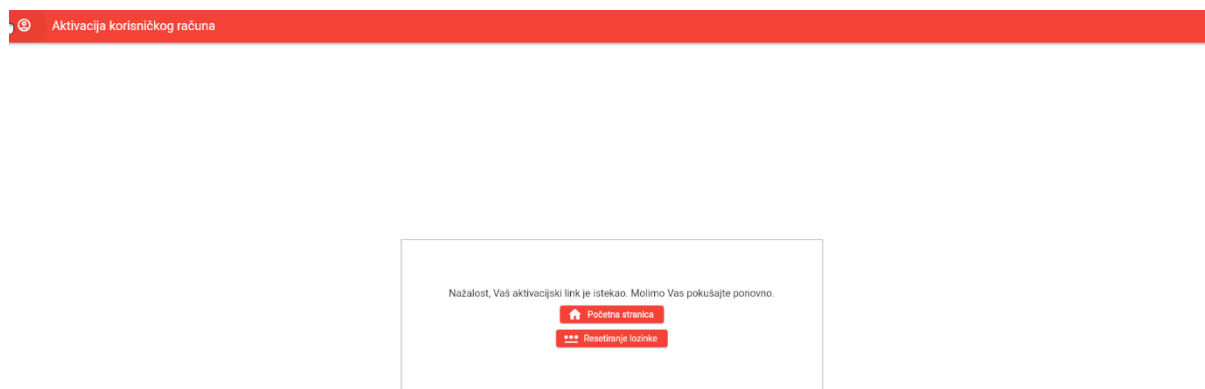 Aktivacija korisničkog računa
Nažalost, Vaš aktivacijski link je istekao. Molimo Vas pokušajte ponovno.
Početna stranica
Resetiranje lozinke